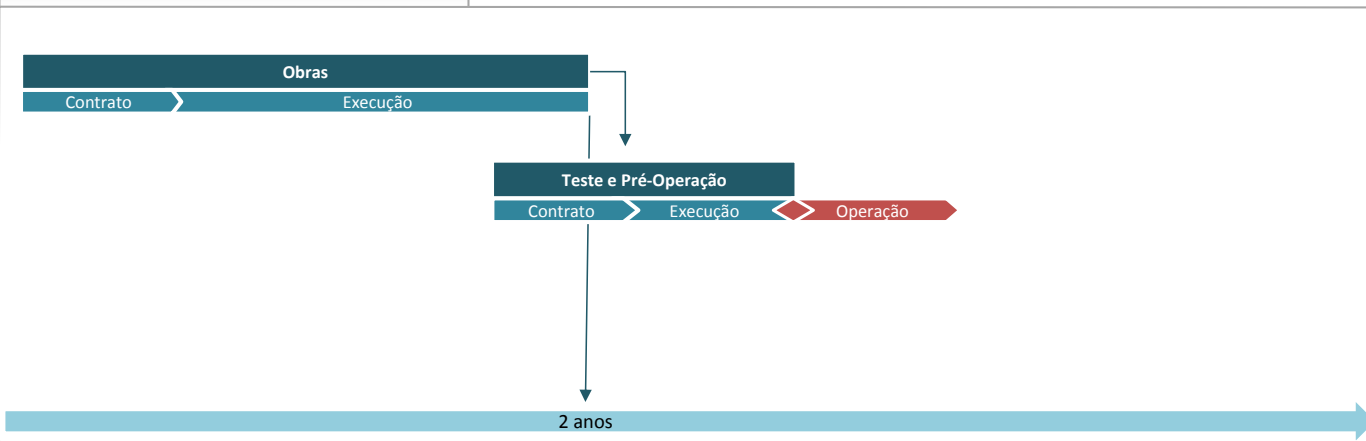 Obras
Contrato
Execução
Teste e Pré-Operação
Contrato
Execução
Operação
2 anos